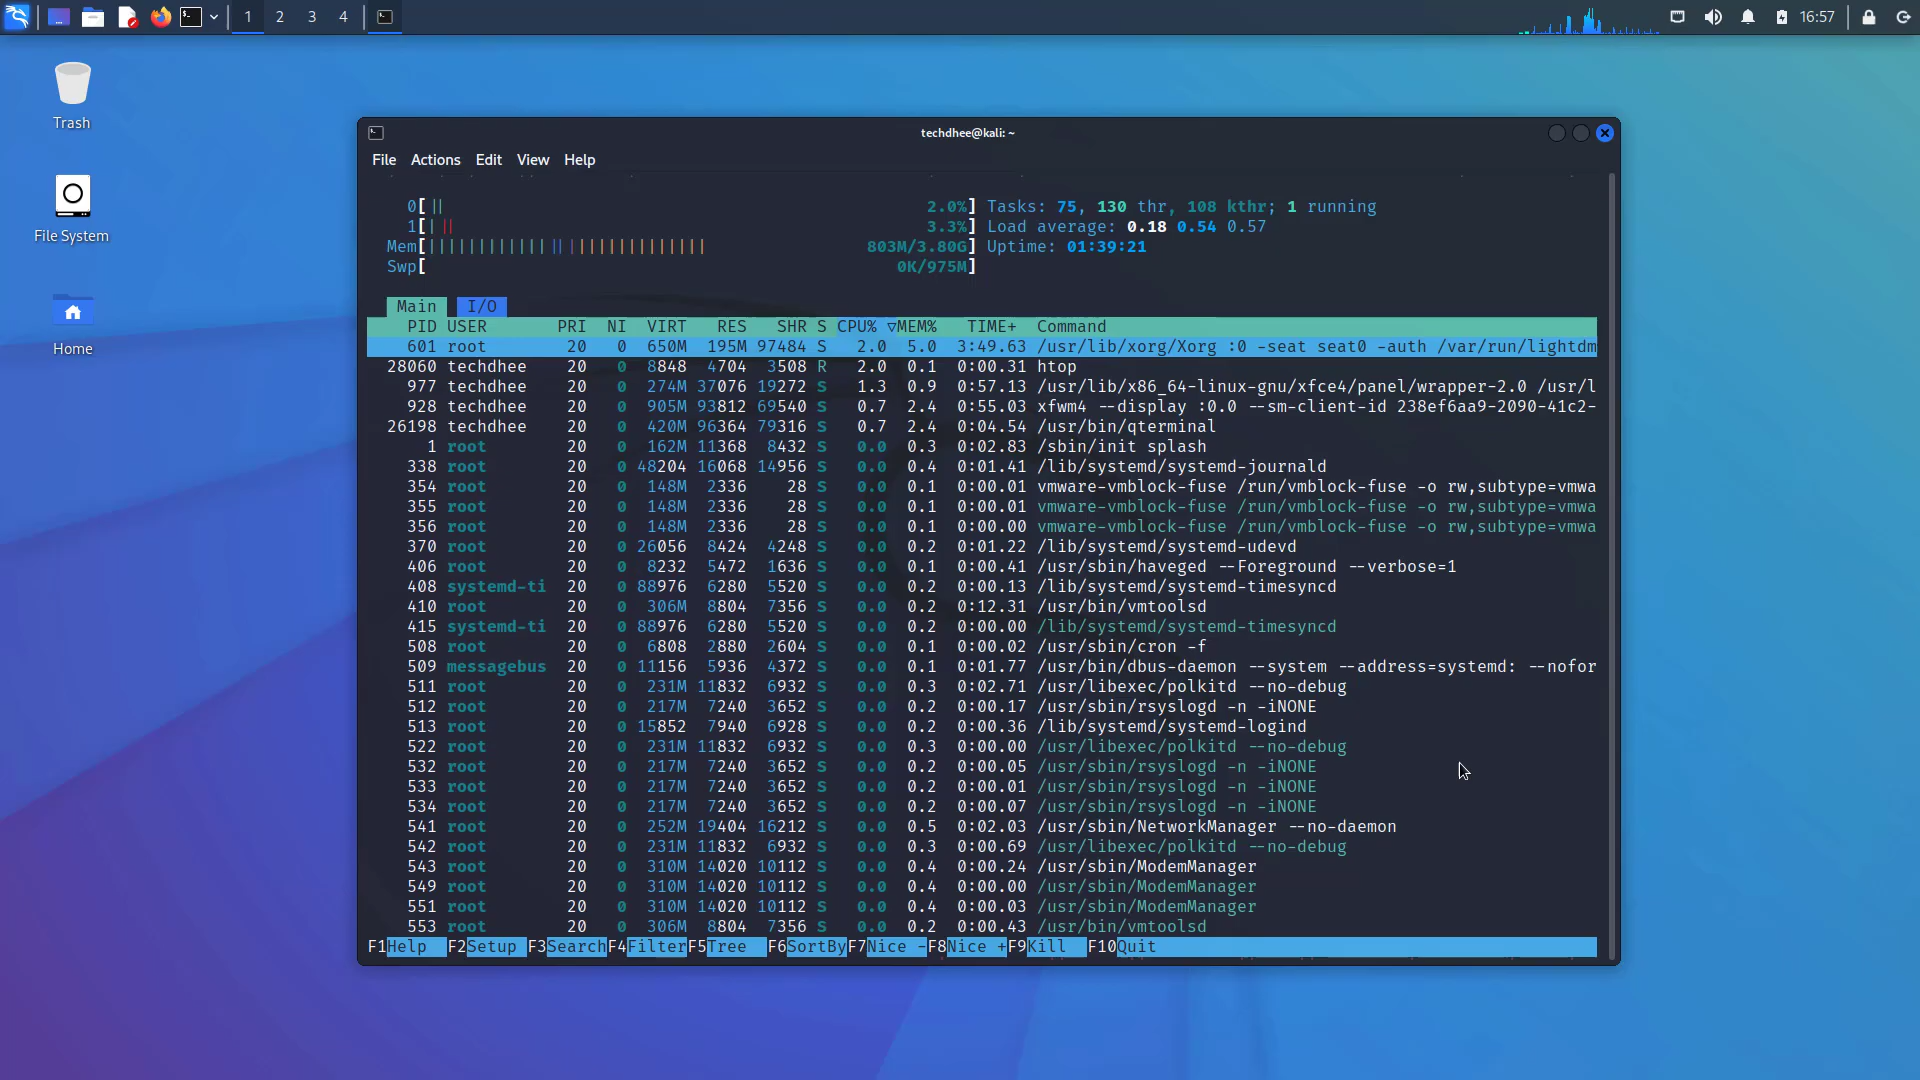 1 2 3 4 16:57
Trash
File System
Home
techdhee@kali: ~
File Actions Edit View Help
0[|| 2.0%] Tasks: 75, 130 thr, 108 kthr; 1 running
1[||| 3.3%] Load average: 0.18 0.54 0.57
Mem[|||||||||||||||||||||||||||| 803M/3.80G] Uptime: 01:39:21
Swp[ 0K/975M]
Main I/O
PID USER PRI NI VIRT RES SHR S CPU% ▽MEM% TIME+ Command
601 root 20 0 650M 195M 97484 S 2.0 5.0 3:49.63 /usr/lib/xorg/Xorg :0 -seat seat0 -auth /var/run/lightdm
28060 techdhee 20 0 8848 4704 3508 R 2.0 0.1 0:00.31 htop
977 techdhee 20 0 274M 37076 19272 S 1.3 0.9 0:57.13 /usr/lib/x86_64-linux-gnu/xfce4/panel/wrapper-2.0 /usr/l
928 techdhee 20 0 905M 93812 69540 S 0.7 2.4 0:55.03 xfwm4 --display :0.0 --sm-client-id 238ef6aa9-2090-41c2-
26198 techdhee 20 0 420M 96364 79316 S 0.7 2.4 0:04.54 /usr/bin/qterminal
1 root 20 0 162M 11368 8432 S 0.0 0.3 0:02.83 /sbin/init splash
338 root 20 0 48204 16068 14956 S 0.0 0.4 0:01.41 /lib/systemd/systemd-journald
354 root 20 0 148M 2336 28 S 0.0 0.1 0:00.01 vmware-vmblock-fuse /run/vmblock-fuse -o rw,subtype=vmwa
355 root 20 0 148M 2336 28 S 0.0 0.1 0:00.01 vmware-vmblock-fuse /run/vmblock-fuse -o rw,subtype=vmwa
356 root 20 0 148M 2336 28 S 0.0 0.1 0:00.00 vmware-vmblock-fuse /run/vmblock-fuse -o rw,subtype=vmwa
370 root 20 0 26056 8424 4248 S 0.0 0.2 0:01.22 /lib/systemd/systemd-udevd
406 root 20 0 8232 5472 1636 S 0.0 0.1 0:00.41 /usr/sbin/haveged --Foreground --verbose=1
408 systemd-ti 20 0 88976 6280 5520 S 0.0 0.2 0:00.13 /lib/systemd/systemd-timesyncd
410 root 20 0 306M 8804 7356 S 0.0 0.2 0:12.31 /usr/bin/vmtoolsd
415 systemd-ti 20 0 88976 6280 5520 S 0.0 0.2 0:00.00 /lib/systemd/systemd-timesyncd
508 root 20 0 6808 2880 2604 S 0.0 0.1 0:00.02 /usr/sbin/cron -f
509 messagebus 20 0 11156 5936 4372 S 0.0 0.1 0:01.77 /usr/bin/dbus-daemon --system --address=systemd: --nofor
511 root 20 0 231M 11832 6932 S 0.0 0.3 0:02.71 /usr/libexec/polkitd --no-debug
512 root 20 0 217M 7240 3652 S 0.0 0.2 0:00.17 /usr/sbin/rsyslogd -n -iNONE
513 root 20 0 15852 7940 6928 S 0.0 0.2 0:00.36 /lib/systemd/systemd-logind
522 root 20 0 231M 11832 6932 S 0.0 0.3 0:00.00 /usr/libexec/polkitd --no-debug
532 root 20 0 217M 7240 3652 S 0.0 0.2 0:00.05 /usr/sbin/rsyslogd -n -iNONE
533 root 20 0 217M 7240 3652 S 0.0 0.2 0:00.01 /usr/sbin/rsyslogd -n -iNONE
534 root 20 0 217M 7240 3652 S 0.0 0.2 0:00.07 /usr/sbin/rsyslogd -n -iNONE
541 root 20 0 252M 19404 16212 S 0.0 0.5 0:02.03 /usr/sbin/NetworkManager --no-daemon
542 root 20 0 231M 11832 6932 S 0.0 0.3 0:00.69 /usr/libexec/polkitd --no-debug
543 root 20 0 310M 14020 10112 S 0.0 0.4 0:00.24 /usr/sbin/ModemManager
549 root 20 0 310M 14020 10112 S 0.0 0.4 0:00.00 /usr/sbin/ModemManager
551 root 20 0 310M 14020 10112 S 0.0 0.4 0:00.03 /usr/sbin/ModemManager
553 root 20 0 306M 8804 7356 S 0.0 0.2 0:00.43 /usr/bin/vmtoolsd
F1Help F2Setup F3SearchF4FilterF5Tree F6SortByF7Nice -F8Nice +F9Kill F10Quit